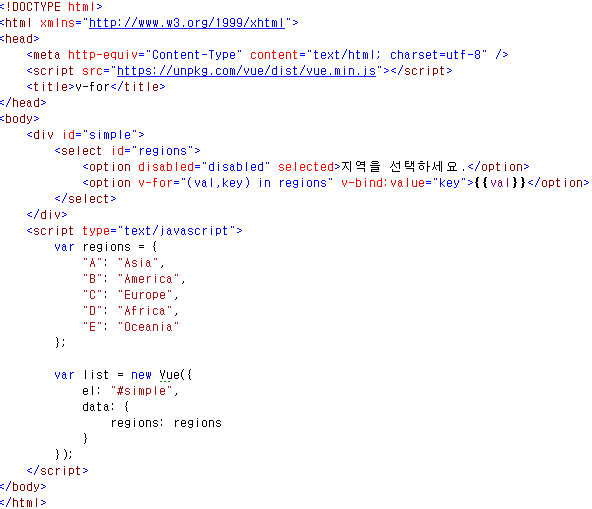 <!DOCTYPE html>
<html xmlns="http://www.w3.org/1999/xhtml">
<head>
    <meta http-equiv="Content-Type" content="text/html; charset=utf-8" />
    <script src="https://unpkg.com/vue/dist/vue.min.js"></script>
    <title>v-for</title>
</head>
<body>
    <div id="simple">
        <select id="regions">
            <option disabled="disabled" selected>지역을 선택하세요.</option>
            <option v-for="(val,key) in regions" v-bind:value="key">{{val}}</option>
        </select>
    </div>
    <script type="text/javascript">
        var regions = {
            "A": "Asia",
            "B": "America",
            "C": "Europe",
            "D": "Africa",
            "E": "Oceania"
        };

        var list = new Vue({
            el: "#simple",
            data: {
                regions: regions
            }
        });
    </script>
</body>
</html>